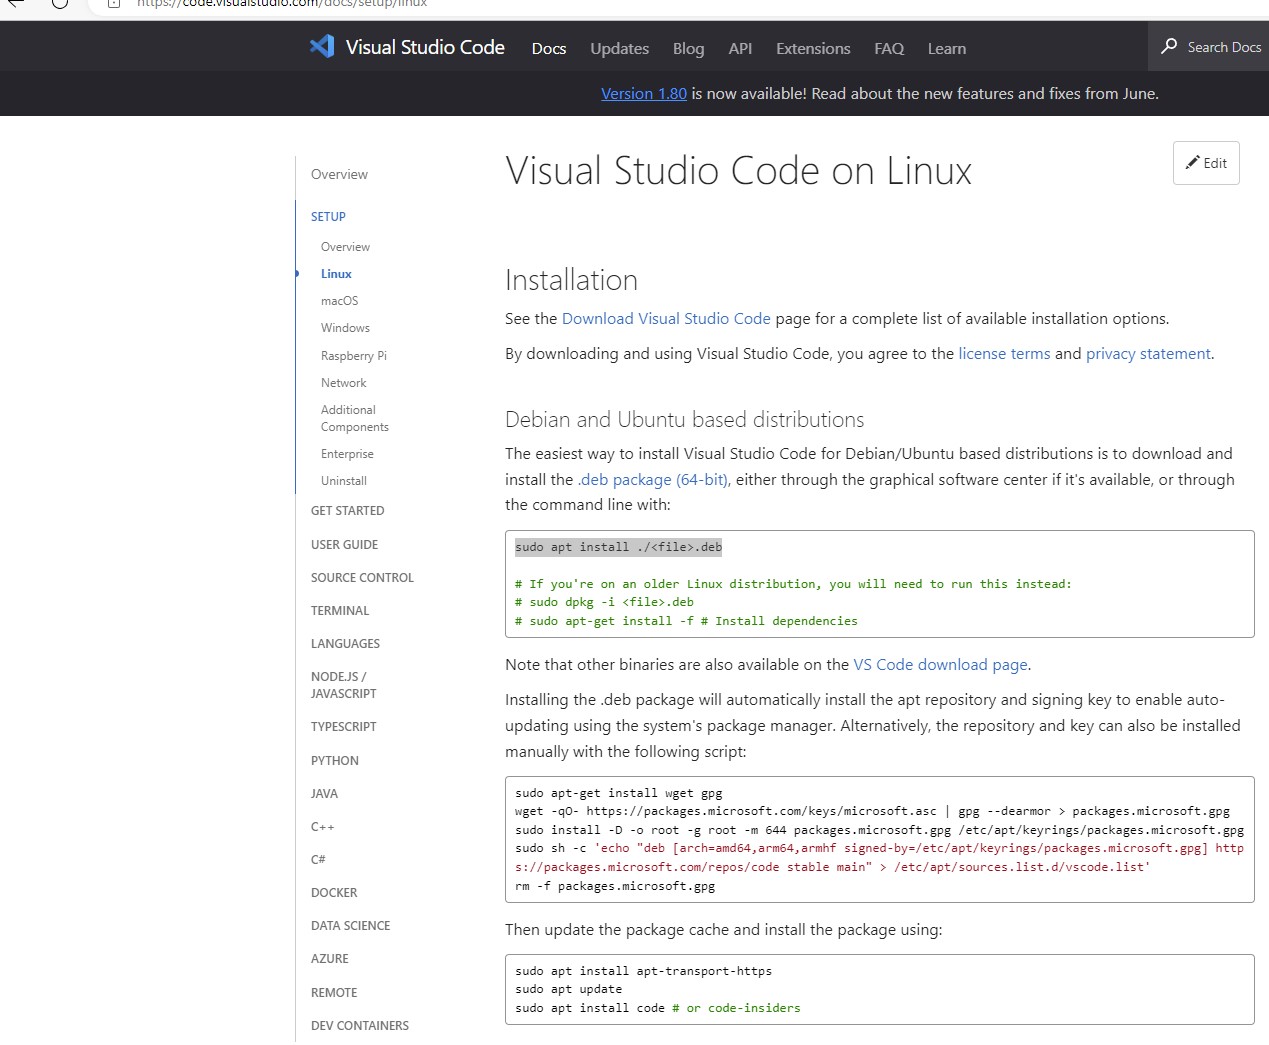 https://code.visualstudio.com/docs/setup/linux
Visual Studio Code Docs Updates Blog API Extensions FAQ Learn Search Docs
Version 1.80 is now available! Read about the new features and fixes from June.
Overview
SETUP
Overview
Linux
macOS
Windows
Raspberry Pi
Network
Additional
Components
Enterprise
Uninstall
GET STARTED
USER GUIDE
SOURCE CONTROL
TERMINAL
LANGUAGES
NODE.JS /
JAVASCRIPT
TYPESCRIPT
PYTHON
JAVA
C++
C#
DOCKER
DATA SCIENCE
AZURE
REMOTE
DEV CONTAINERS
Visual Studio Code on Linux
Edit
Installation
See the Download Visual Studio Code page for a complete list of available installation options.
By downloading and using Visual Studio Code, you agree to the license terms and privacy statement.
Debian and Ubuntu based distributions
The easiest way to install Visual Studio Code for Debian/Ubuntu based distributions is to download and
install the .deb package (64-bit), either through the graphical software center if it's available, or through
the command line with:
sudo apt install ./<file>.deb
# If you're on an older Linux distribution, you will need to run this instead:
# sudo dpkg -i <file>.deb
# sudo apt-get install -f # Install dependencies
Note that other binaries are also available on the VS Code download page.
Installing the .deb package will automatically install the apt repository and signing key to enable auto-
updating using the system's package manager. Alternatively, the repository and key can also be installed
manually with the following script:
sudo apt-get install wget gpg
wget -qO- https://packages.microsoft.com/keys/microsoft.asc | gpg --dearmor > packages.microsoft.gpg
sudo install -D -o root -g root -m 644 packages.microsoft.gpg /etc/apt/keyrings/packages.microsoft.gpg
sudo sh -c 'echo "deb [arch=amd64,arm64,armhf signed-by=/etc/apt/keyrings/packages.microsoft.gpg] http
s://packages.microsoft.com/repos/code stable main" > /etc/apt/sources.list.d/vscode.list'
rm -f packages.microsoft.gpg
Then update the package cache and install the package using:
sudo apt install apt-transport-https
sudo apt update
sudo apt install code # or code-insiders